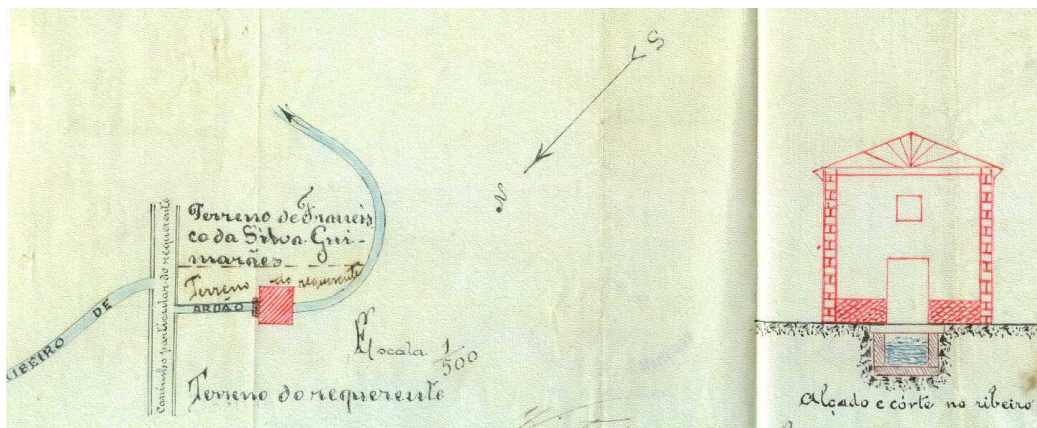 S
N
Terreno de Francis
co da Silva Gui-
marães
Terreno do requerente
RIBEIRO DE
ARDÃO
Caminho particular do requerente
Escala 1/500
Terreno do requerente
Alçado e córte no ribeiro